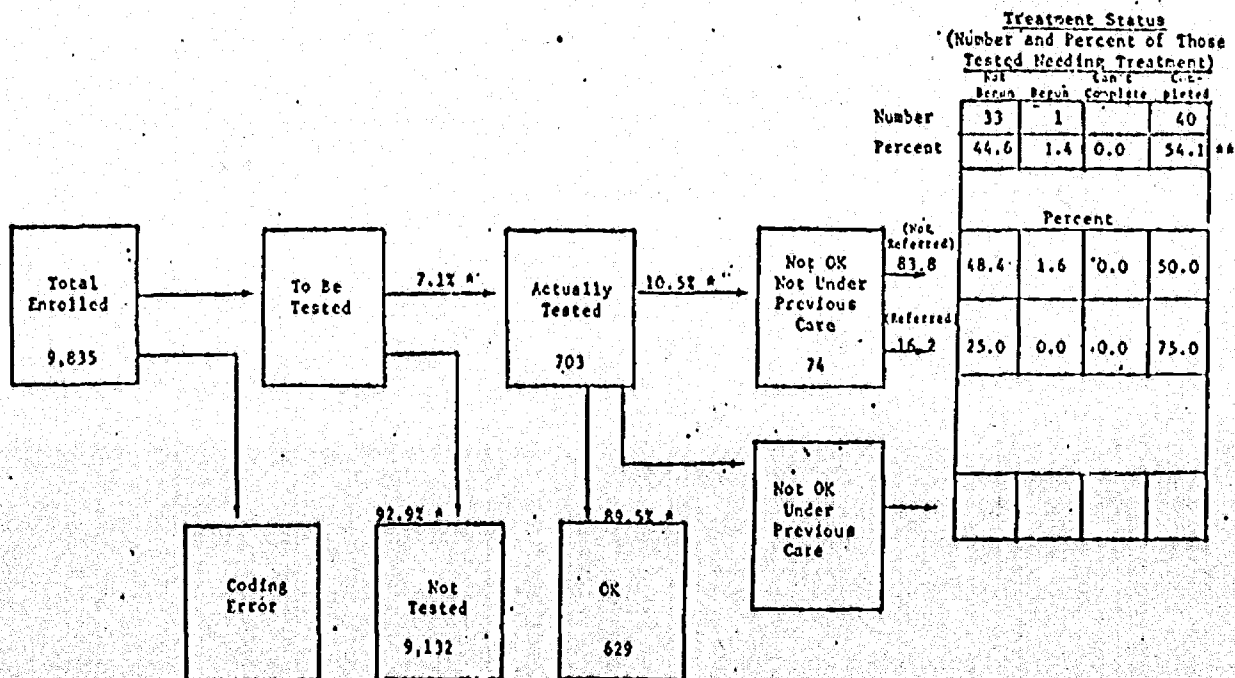 Treatment Status
(Number and Percent of Those
Tested Needing Treatment)
Not Begun Begun Can't Complete Com- pleted
Number 33 1 40
Percent 44.6 1.4 0.0 54.1 **
Percent
(Not Referred)
83.8 48.4 1.6 0.0 50.0
(Referred)
16.2 25.0 0.0 0.0 75.0
Total
Enrolled
9,835
To Be
Tested
7.1% *
Actually
Tested
703
10.5% *
Not OK
Not Under
Previous
Care
74
Not OK
Under
Previous
Care
Coding
Error
92.9% *
Not
Tested
9,132
89.5% *
OK
629